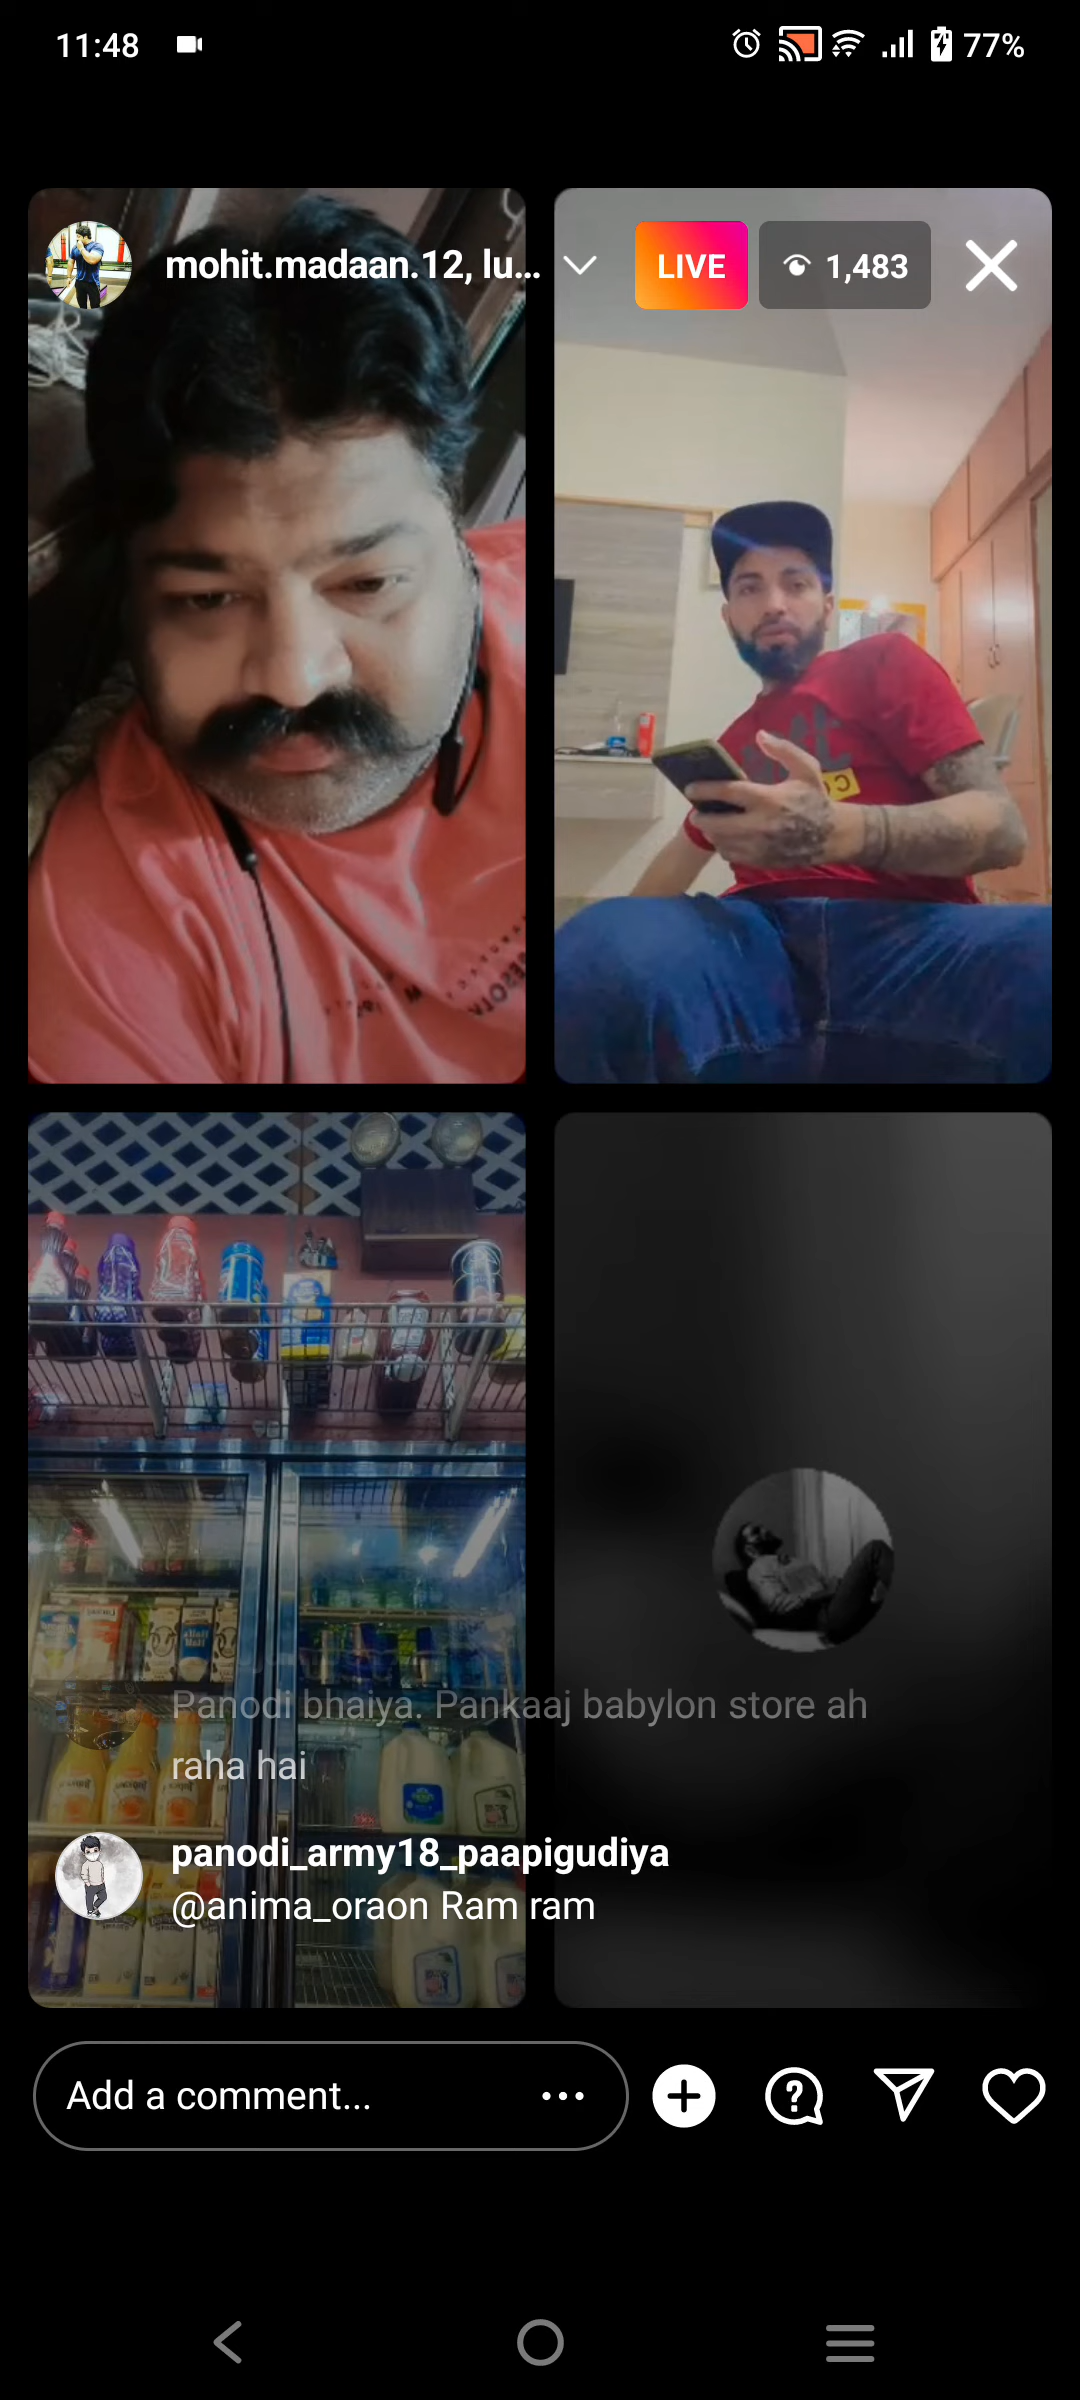 11:48
77%
mohit.madaan.12, lu...
LIVE
1,483
Panodi bhaiya. Pankaaj babylon store ah
raha hai
panodi_army18_paapigudiya
@anima_oraon Ram ram
Add a comment...